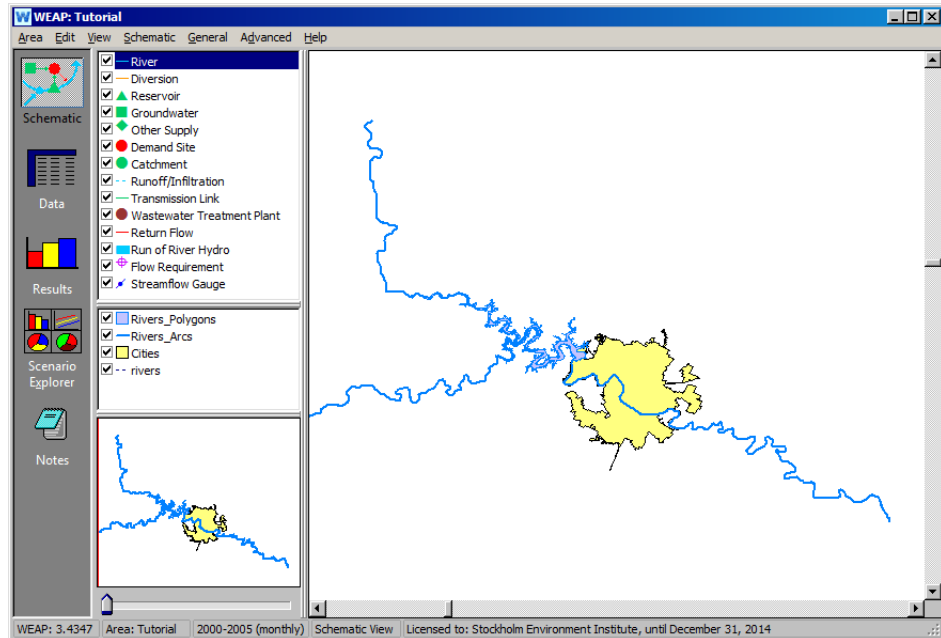 WEAP: Tutorial
Area Edit View Schematic General Advanced Help
Schematic
Data
Results
Scenario
Explorer
Notes
River
Diversion
Reservoir
Groundwater
Other Supply
Demand Site
Catchment
Runoff/Infiltration
Transmission Link
Wastewater Treatment Plant
Return Flow
Run of River Hydro
Flow Requirement
Streamflow Gauge
Rivers_Polygons
Rivers_Arcs
Cities
rivers
WEAP: 3.4347 Area: Tutorial 2000-2005 (monthly) Schematic View Licensed to: Stockholm Environment Institute, until December 31, 2014